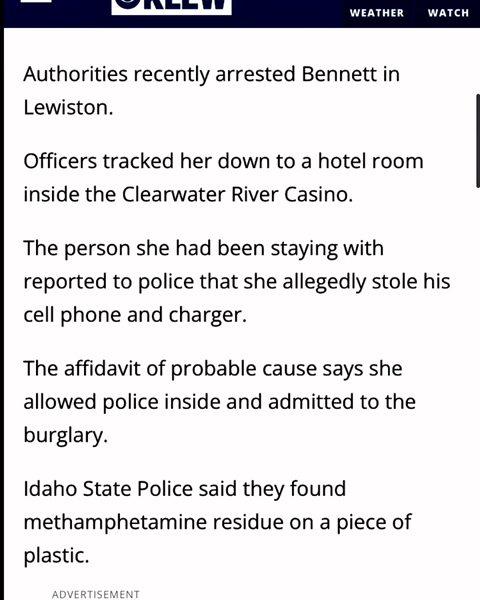 WEATHER WATCH
Authorities recently arrested Bennett in
Lewiston.
Officers tracked her down to a hotel room
inside the Clearwater River Casino.
The person she had been staying with
reported to police that she allegedly stole his
cell phone and charger.
The affidavit of probable cause says she
allowed police inside and admitted to the
burglary.
Idaho State Police said they found
methamphetamine residue on a piece of
plastic.
ADVERTISEMENT